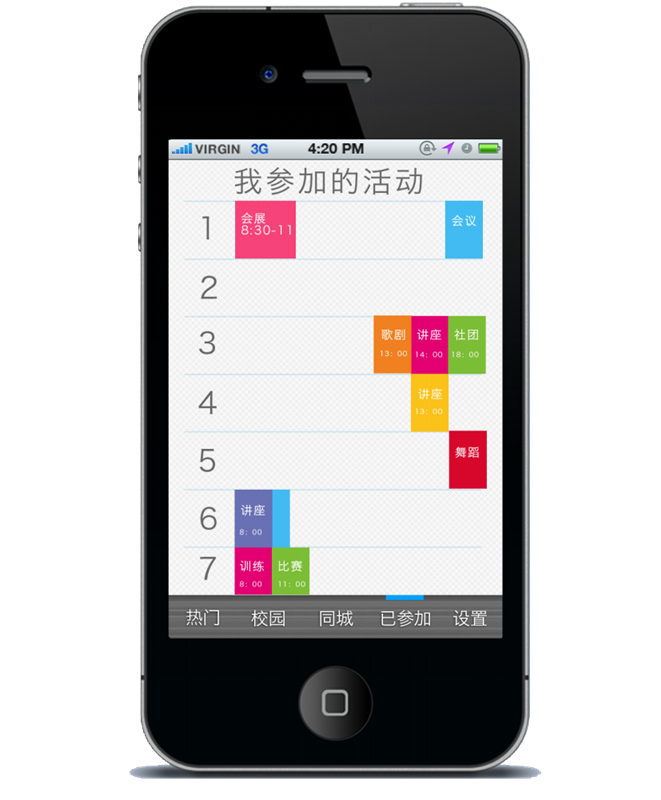 VIRGIN 3G 4:20 PM
我参加的活动
1
会展
8:30-11
会议
2
3
歌剧
13：00
讲座
14：00
社团
18：00
4
讲座
13：00
5
舞蹈
6
讲座
8：00
7
训练
8：00
比赛
11：00
热门 校园 同城 已参加 设置